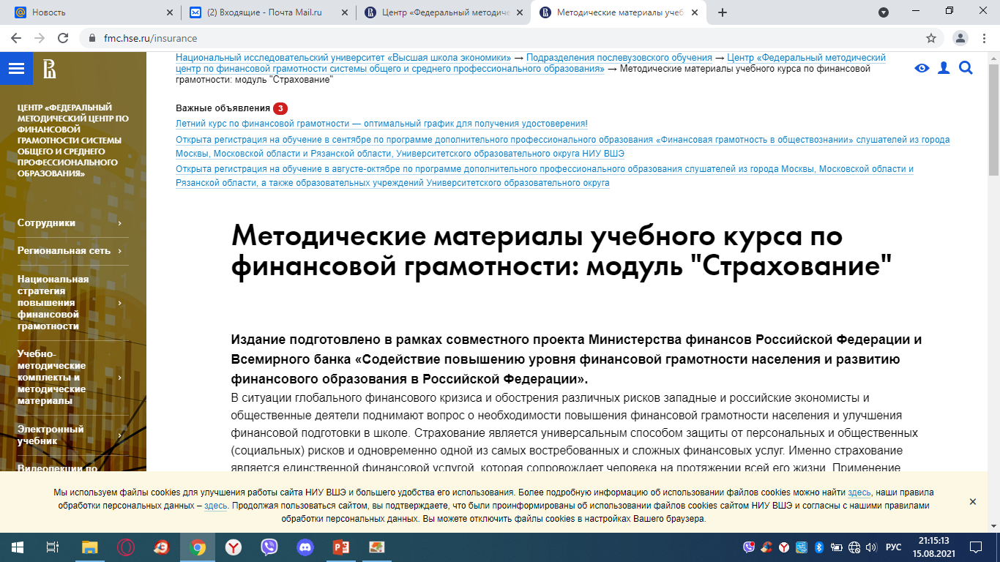 Новость
(2) Входящие - Почта Mail.ru
Центр «Федеральный методиче
Методические материалы учеб
fmc.hse.ru/insurance
Национальный исследовательский университет «Высшая школа экономики» → Подразделения послевузовского обучения → Центр «Федеральный методический
центр по финансовой грамотности системы общего и среднего профессионального образования» → Методические материалы учебного курса по финансовой
грамотности: модуль "Страхование"
ЦЕНТР «ФЕДЕРАЛЬНЫЙ
МЕТОДИЧЕСКИЙ ЦЕНТР ПО
ФИНАНСОВОЙ
ГРАМОТНОСТИ СИСТЕМЫ
ОБЩЕГО И СРЕДНЕГО
ПРОФЕССИОНАЛЬНОГО
ОБРАЗОВАНИЯ»
Сотрудники
Региональная сеть
Национальная
стратегия
повышения
финансовой
грамотности
Учебно-
методические
комплекты и
методические
материалы
Электронный
учебник
Видеолекции по
Важные объявления 3
Летний курс по финансовой грамотности — оптимальный график для получения удостоверения!
Открыта регистрация на обучение в сентябре по программе дополнительного профессионального образования «Финансовая грамотность в обществознании» слушателей из города
Москвы, Московской области и Рязанской области, Университетского образовательного округа НИУ ВШЭ
Открыта регистрация на обучение в августе-октябре по программе дополнительного профессионального образования слушателей из города Москвы, Московской области и
Рязанской области, а также образовательных учреждений Университетского образовательного округа
Методические материалы учебного курса по
финансовой грамотности: модуль "Страхование"
Издание подготовлено в рамках совместного проекта Министерства финансов Российской Федерации и
Всемирного банка «Содействие повышению уровня финансовой грамотности населения и развитию
финансового образования в Российской Федерации».
В ситуации глобального финансового кризиса и обострения различных рисков западные и российские экономисты и
общественные деятели поднимают вопрос о необходимости повышения финансовой грамотности населения и улучшения
финансовой подготовки в школе. Страхование является универсальным способом защиты от персональных и общественных
(социальных) рисков и одновременно одной из самых востребованных и сложных финансовых услуг. Именно страхование
является единственной финансовой услугой, которая сопровождает человека на протяжении всей его жизни. Применение
Мы используем файлы cookies для улучшения работы сайта НИУ ВШЭ и большего удобства его использования. Более подробную информацию об использовании файлов cookies можно найти здесь, наши правила
обработки персональных данных – здесь. Продолжая пользоваться сайтом, вы подтверждаете, что были проинформированы об использовании файлов cookies сайтом НИУ ВШЭ и согласны с нашими правилами
обработки персональных данных. Вы можете отключить файлы cookies в настройках Вашего браузера.
РУС
21:15:13
15.08.2021